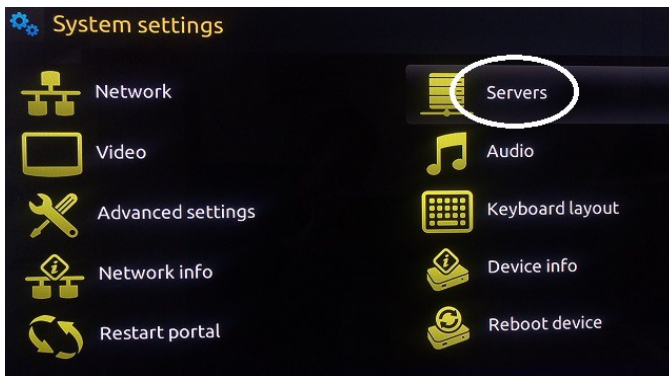 System settings
Network
Servers
Video
Audio
Advanced settings
Keyboard layout
Network info
Device info
Restart portal
Reboot device